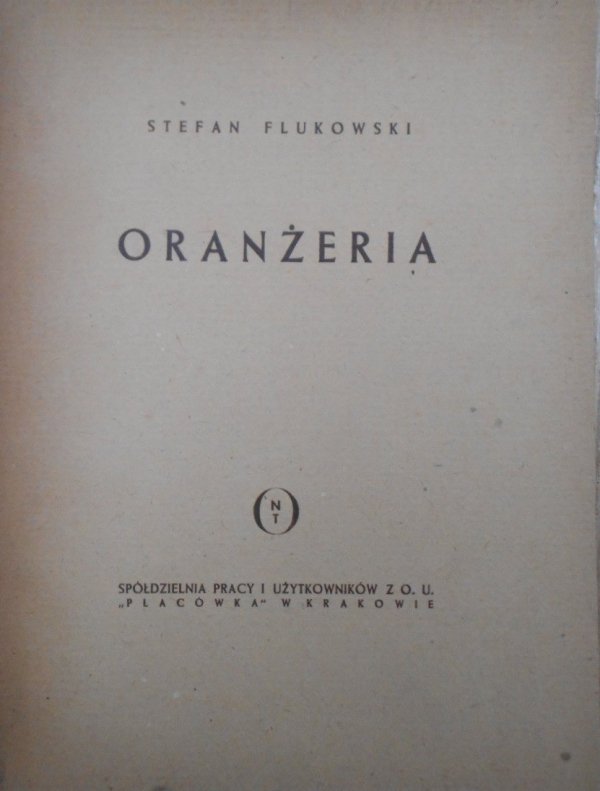 STEFAN FLUKOWSKI
ORANŻERIA
N
T
SPÓŁDZIELNIA PRACY I UŻYTKOWNIKÓW Z O. U.
„PLACÓWKA" W KRAKOWIE